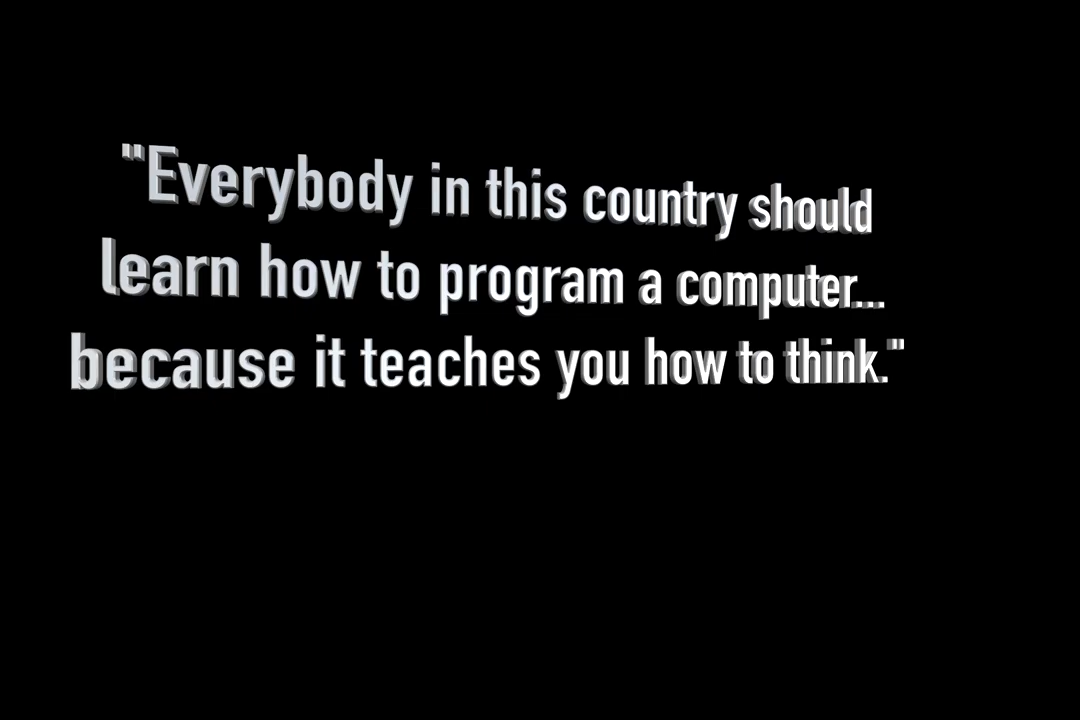 "Everybody in this country should
learn how to program a computer...
because it teaches you how to think."